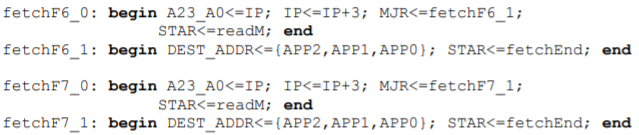 fetchF6_0: begin A23_A0<=IP; IP<=IP+3; MJR<=fetchF6_1;
STAR<=readM; end
fetchF6_1: begin DEST_ADDR<={APP2,APP1,APP0}; STAR<=fetchEnd; end
fetchF7_0: begin A23_A0<=IP; IP<=IP+3; MJR<=fetchF7_1;
STAR<=readM; end
fetchF7_1: begin DEST_ADDR<={APP2,APP1,APP0}; STAR<=fetchEnd; end